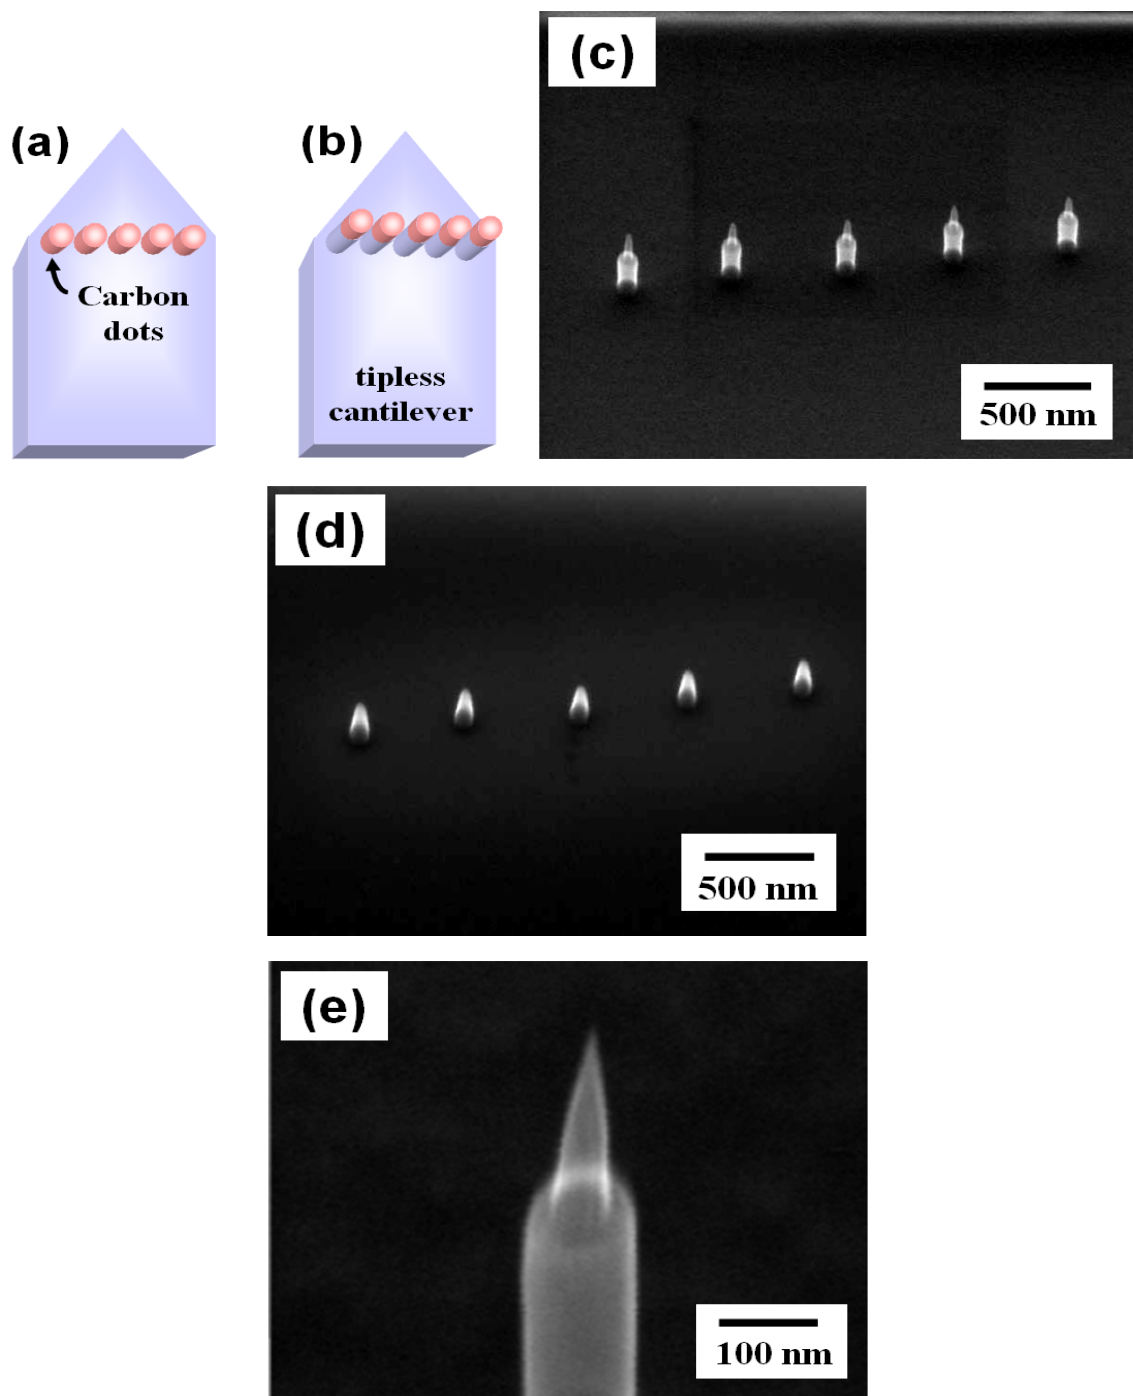 (a)
Carbon
dots
(b)
tipless
cantilever
(c)
500 nm
(d)
500 nm
(e)
100 nm